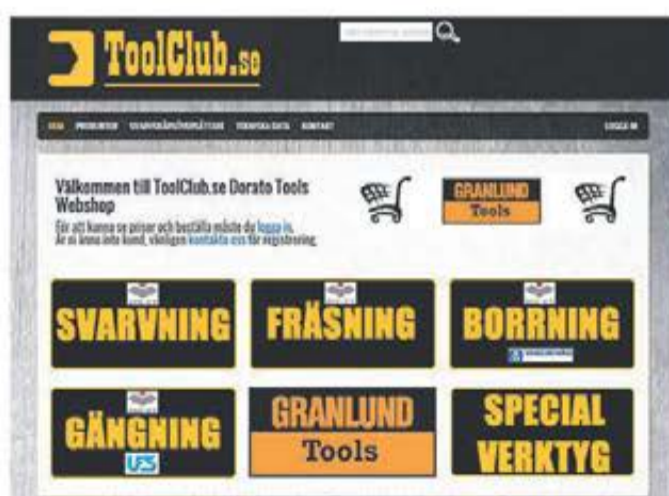 ToolClub.se
HEM PRODUKTER TEKNISKA DATA KONTAKT LOGGA IN
Välkommen till ToolClub.se Dorato Tools
Webshop
För att kunna se priser och beställa måste du logga in.
Är ni ännu inte kund, vänligen kontakta oss för registrering.
GRANLUND
Tools
SVARVNING
FRÄSNING
BORRNING
GÄNGNING
UFS
GRANLUND
Tools
SPECIAL
VERKTYG